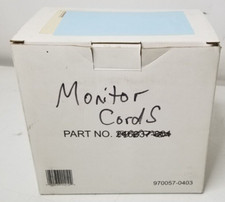 Monitor
Cords
PART NO.
970057-0403